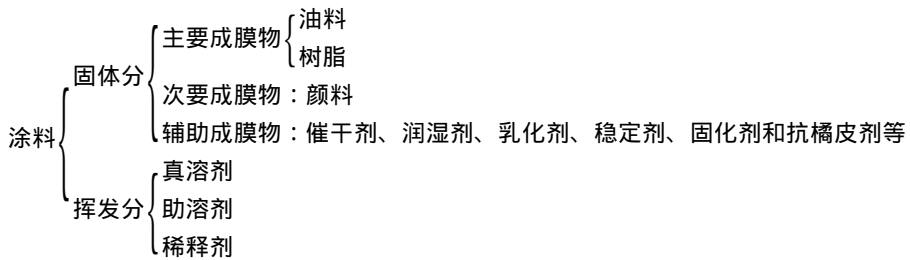 油料
主要成膜物
树脂
固体分
次要成膜物：颜料
辅助成膜物：催干剂、润湿剂、乳化剂、稳定剂、固化剂和抗橘皮剂等
涂料
真溶剂
挥发分
助溶剂
稀释剂